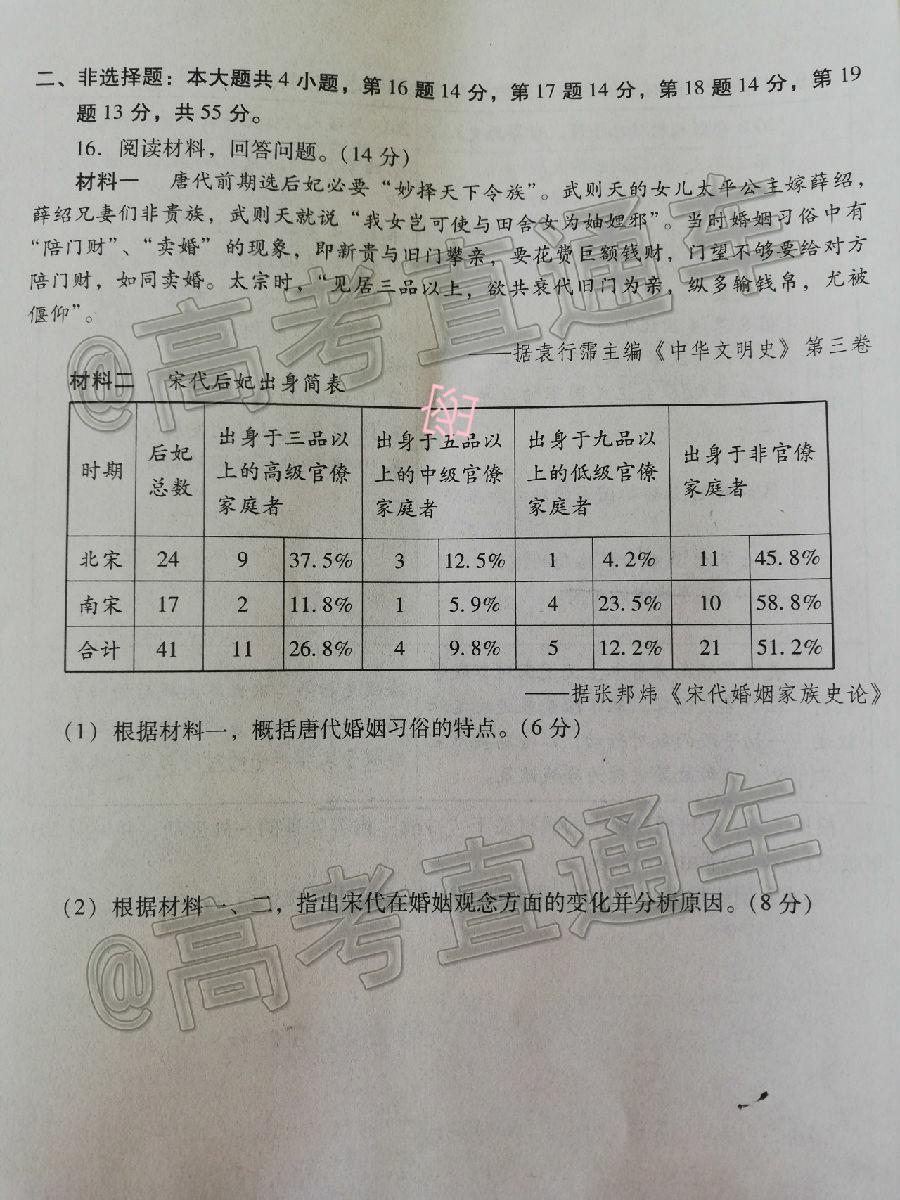 二、非选择题：本大题共4小题，第16题14分，第17题14分，第18题14分，第19
题13分，共55分。
16．阅读材料，回答问题。（14分）
材料一　唐代前期选后妃必要“妙择天下令族”。武则天的女儿太平公主嫁薛绍，
薛绍兄妻们非贵族，武则天就说“我女岂可使与田舍女为妯娌邪”。当时婚姻习俗中有
“陪门财”、“卖婚”的现象，即新贵与旧门攀亲，要花费巨额钱财，门望不够要给对方
陪门财，如同卖婚。太宗时，“见居三品以上，欲共衰代旧门为亲，纵多输钱帛，尤被
偃仰”。
——据袁行霈主编《中华文明史》第三卷
材料二　宋代后妃出身简表
时期 后妃总数 出身于三品以上的高级官僚家庭者 出身于五品以上的中级官僚家庭者 出身于九品以上的低级官僚家庭者 出身于非官僚家庭者
北宋 24 9 37.5% 3 12.5% 1 4.2% 11 45.8%
南宋 17 2 11.8% 1 5.9% 4 23.5% 10 58.8%
合计 41 11 26.8% 4 9.8% 5 12.2% 21 51.2%
——据张邦炜《宋代婚姻家族史论》
（1）根据材料一，概括唐代婚姻习俗的特点。（6分）
（2）根据材料一、二，指出宋代在婚姻观念方面的变化并分析原因。（8分）
@高考直通车
@高考直通车